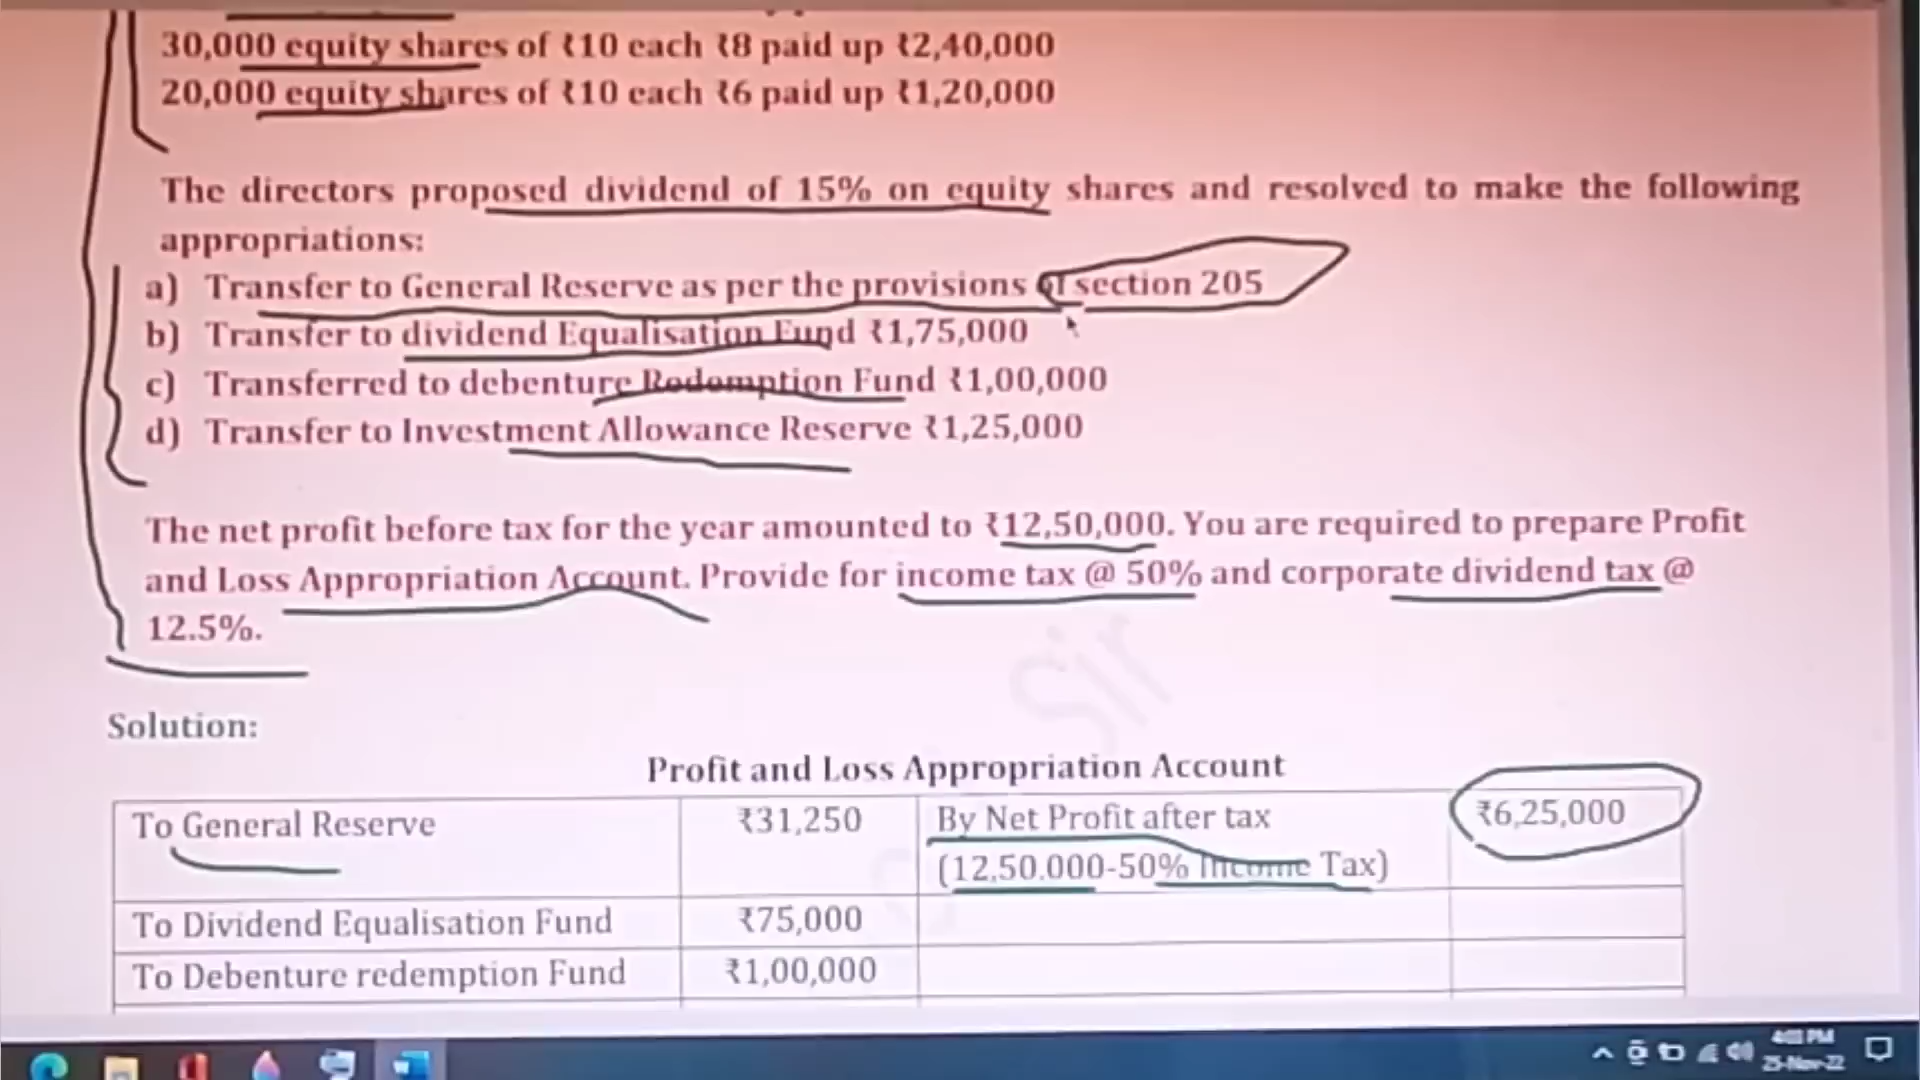 30,000 equity shares of ₹10 each ₹8 paid up ₹2,40,000
20,000 equity shares of ₹10 each ₹6 paid up ₹1,20,000
The directors proposed dividend of 15% on equity shares and resolved to make the following
appropriations:
a) Transfer to General Reserve as per the provisions of section 205
b) Transfer to dividend Equalisation Fund ₹1,75,000
c) Transferred to debenture Redemption Fund ₹1,00,000
d) Transfer to Investment Allowance Reserve ₹1,25,000
The net profit before tax for the year amounted to ₹12,50,000. You are required to prepare Profit
and Loss Appropriation Account. Provide for income tax @ 50% and corporate dividend tax @
12.5%.
Sir
Solution:
Profit and Loss Appropriation Account
To General Reserve ₹31,250 By Net Profit after tax ₹6,25,000
(12,50.000-50% Income Tax)
To Dividend Equalisation Fund ₹75,000
To Debenture redemption Fund ₹1,00,000
4:03 PM
25-Nov-22